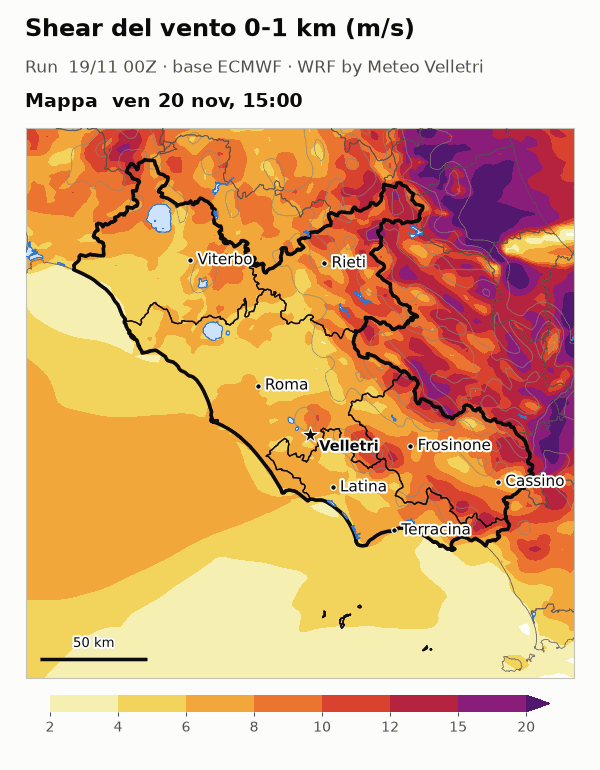 Shear del vento 0-1 km (m/s)
Run  19/11 00Z · base ECMWF · WRF by Meteo Velletri
Mappa  ven 20 nov, 15:00
Viterbo
Rieti
Roma
Velletri
Frosinone
Cassino
Latina
Terracina
50 km
2 4 6 8 10 12 15 20